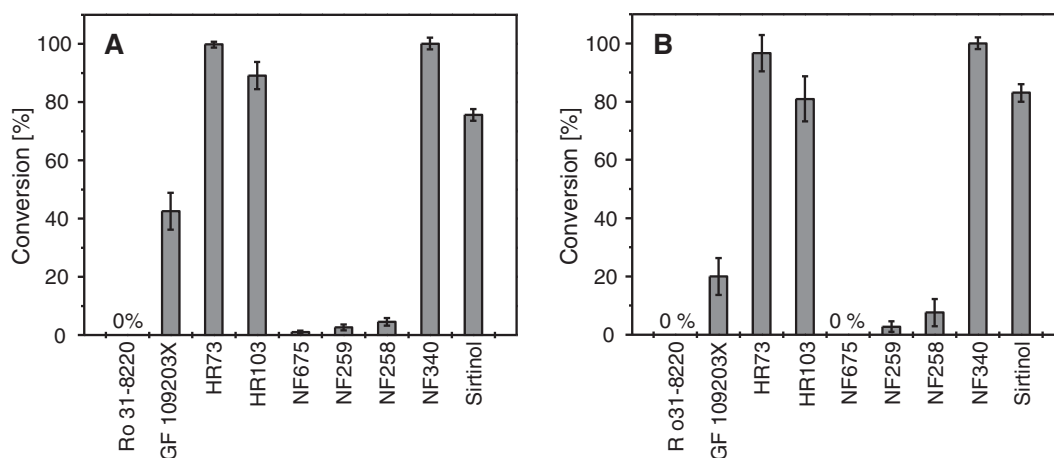 A
Conversion [%]
100
80
60
40
20
0
0%
Ro 31-8220
GF 109203X
HR73
HR103
NF675
NF259
NF258
NF340
Sirtinol
B
Conversion [%]
100
80
60
40
20
0
0 %
0 %
R o31-8220
GF 109203X
HR73
HR103
NF675
NF259
NF258
NF340
Sirtinol